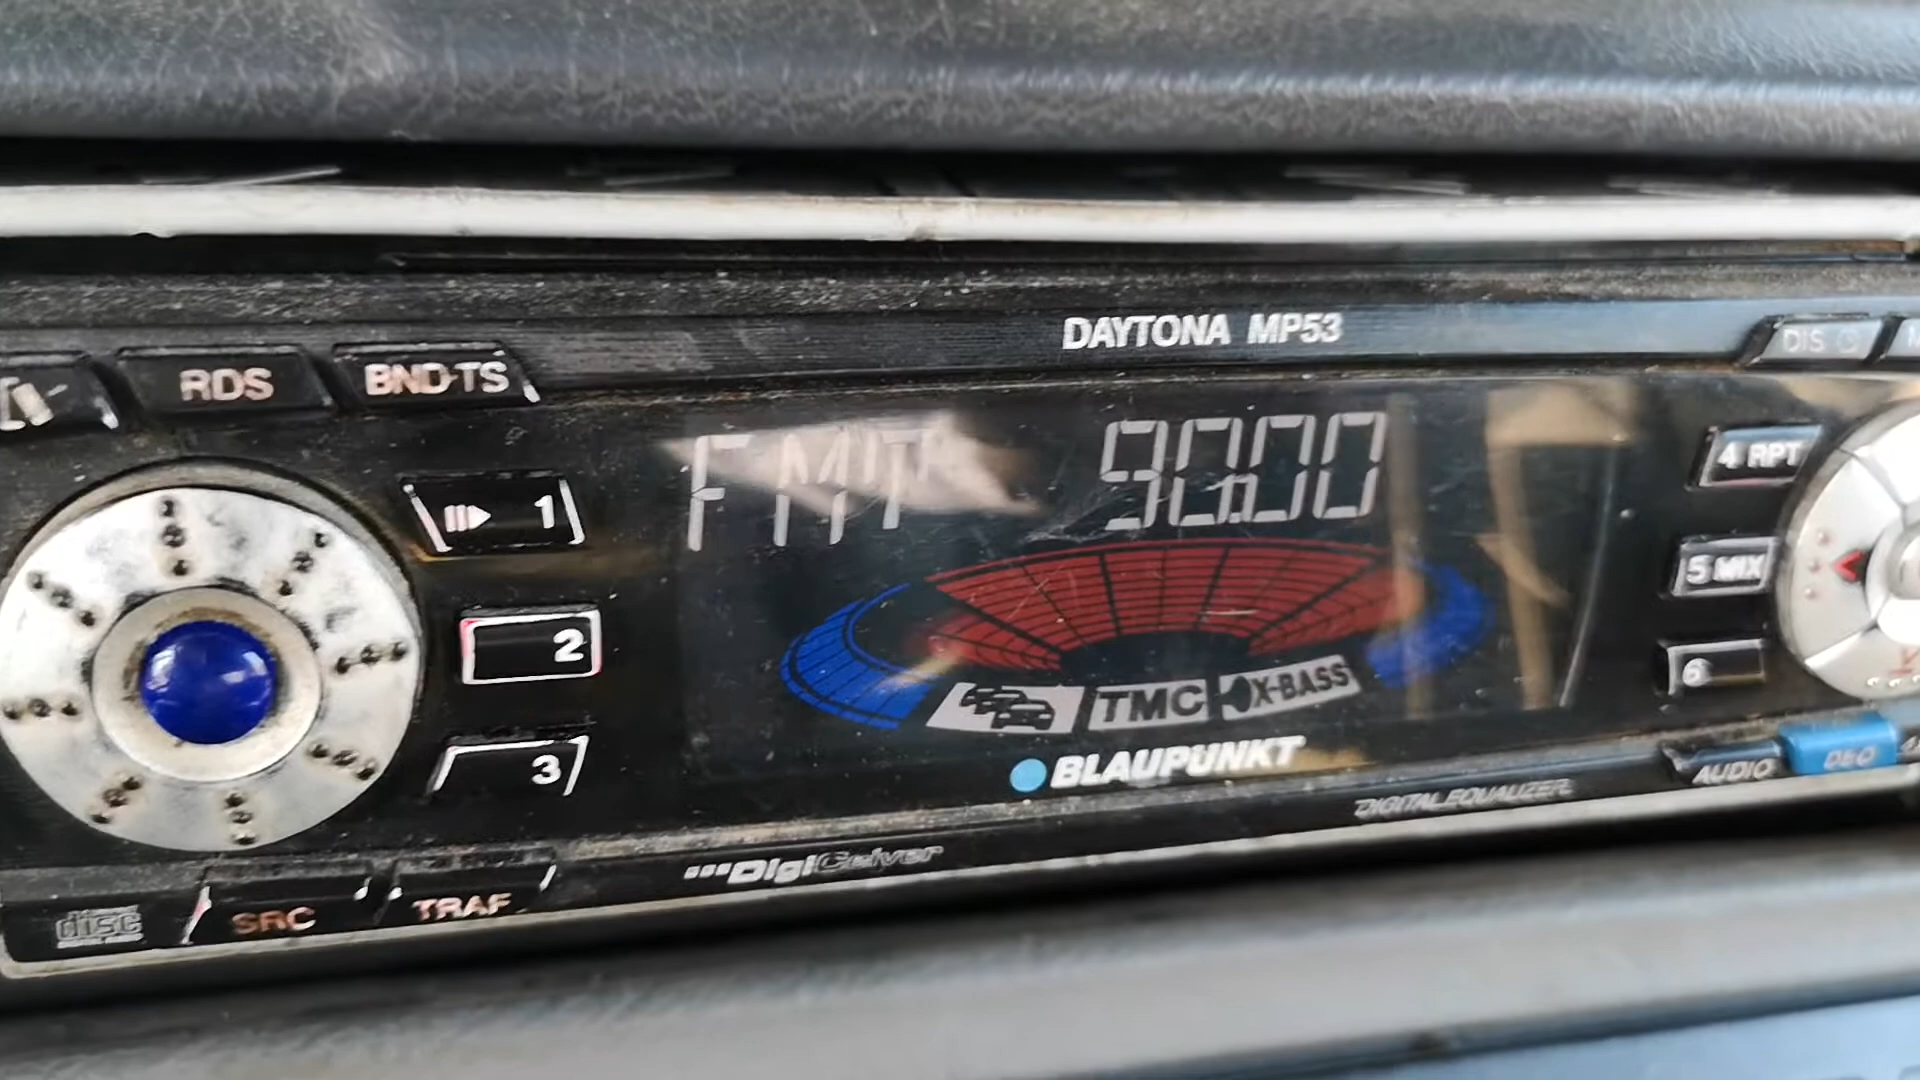 DAYTONA MP53
DIS
RDS
BND·TS
FMT 90.00
4 RPT
1
5 MIX
2
6
TMC X-BASS
3
BLAUPUNKT
AUDIO DEQ
DIGITAL EQUALIZER
DigiCeiver
disc
SRC
TRAF